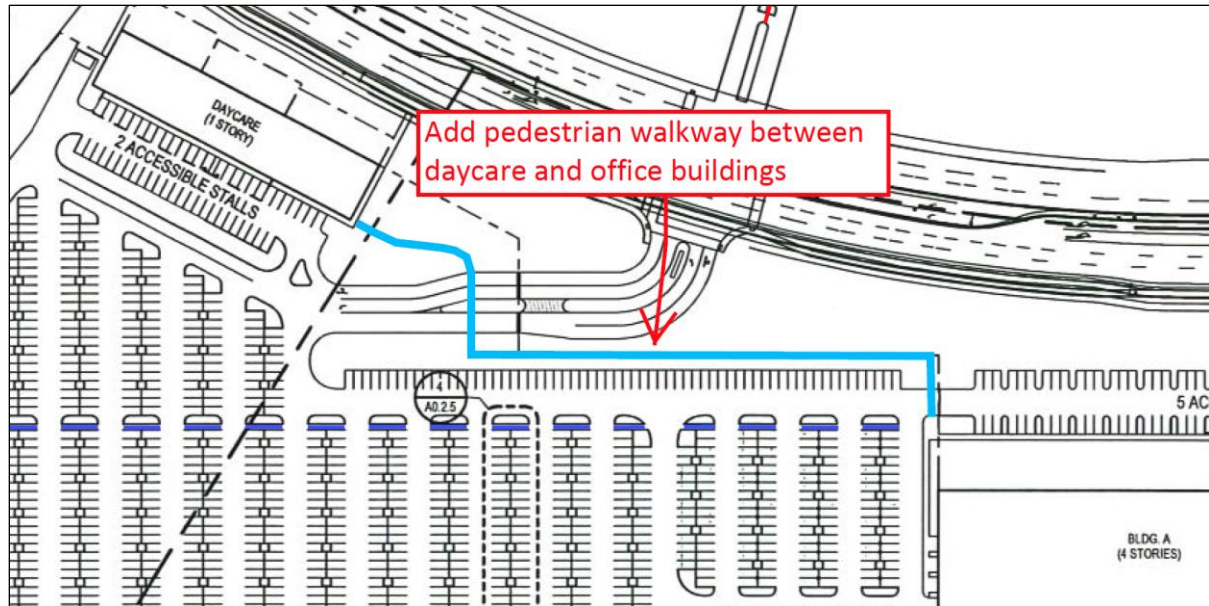 DAYCARE
(1 STORY)
2 ACCESSIBLE STALLS
Add pedestrian walkway between
daycare and office buildings
4
A0.2.5
5 AC
BLDG. A
(4 STORIES)